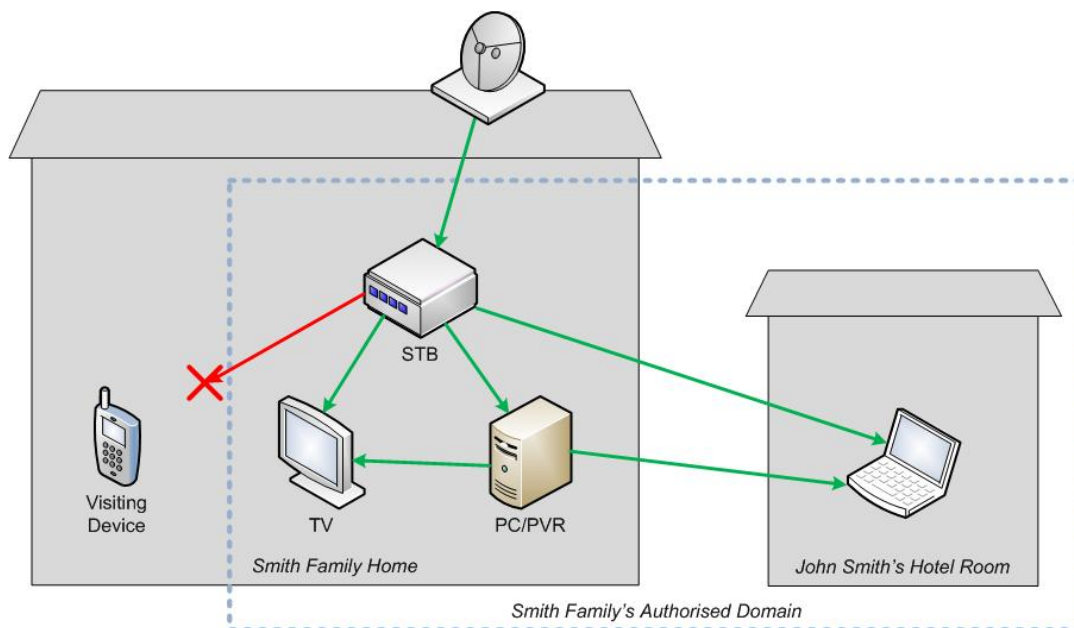 STB
Visiting
Device
TV
PC/PVR
Smith Family Home
John Smith's Hotel Room
Smith Family's Authorised Domain